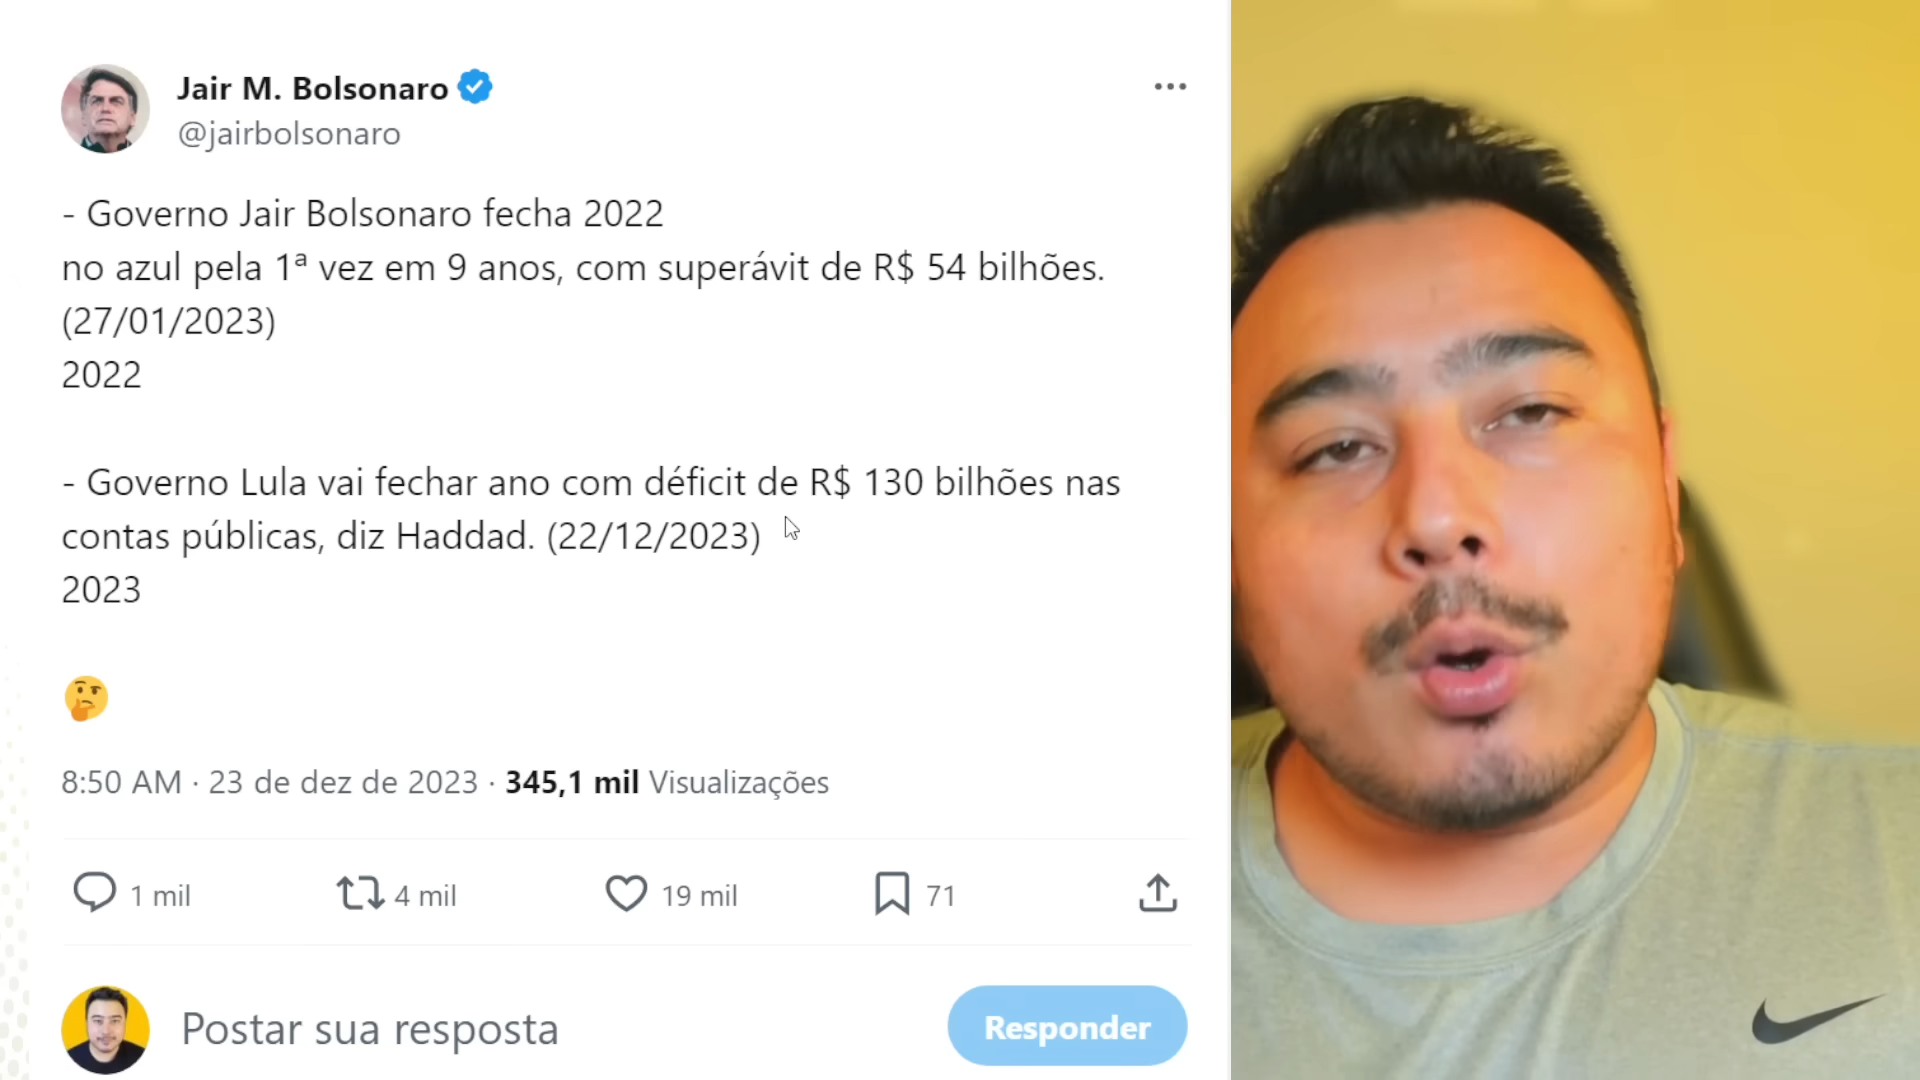 Jair M. Bolsonaro
@jairbolsonaro
- Governo Jair Bolsonaro fecha 2022
no azul pela 1ª vez em 9 anos, com superávit de R$ 54 bilhões.
(27/01/2023)
2022
- Governo Lula vai fechar ano com déficit de R$ 130 bilhões nas
contas públicas, diz Haddad. (22/12/2023)
2023
8:50 AM · 23 de dez de 2023 · 345,1 mil Visualizações
1 mil 4 mil 19 mil 71
Postar sua resposta Responder